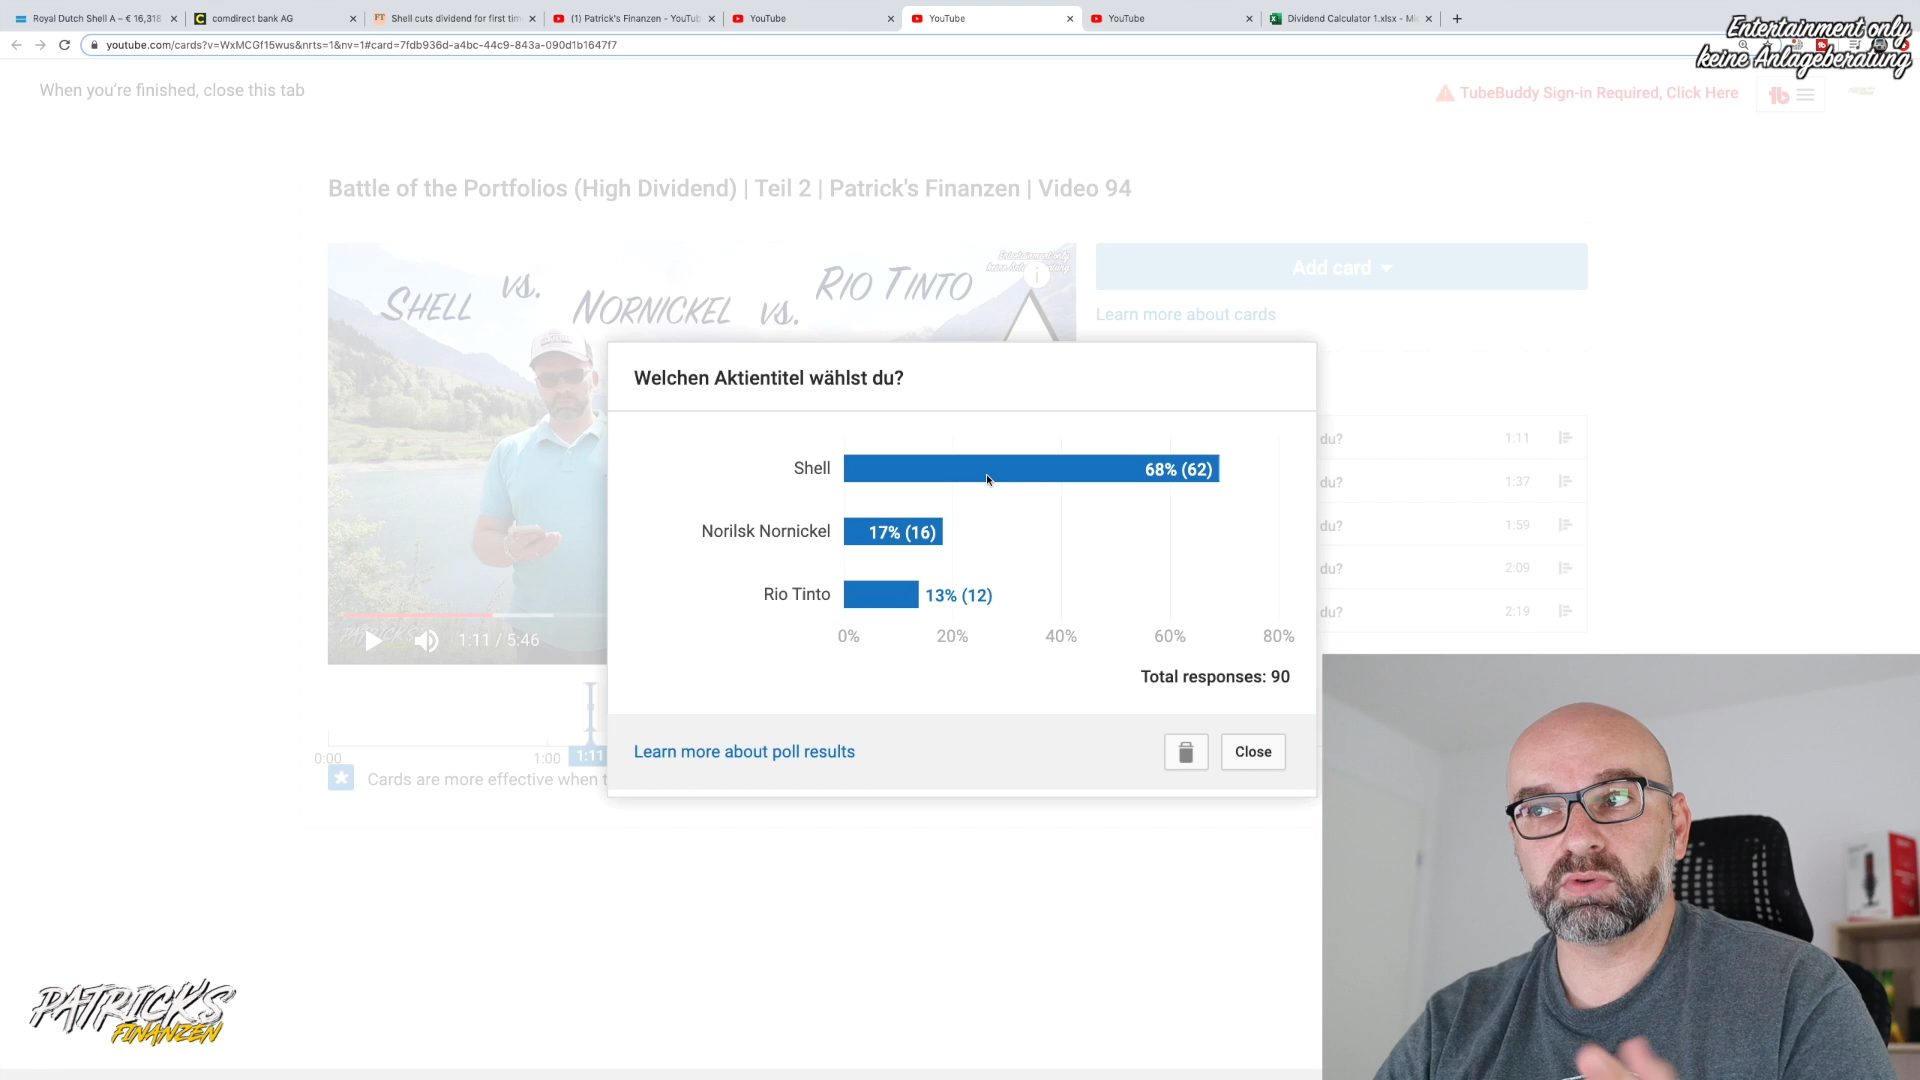 Royal Dutch Shell A – € 16,318
comdirect bank AG
Shell cuts dividend for first tim
(1) Patrick's Finanzen - YouTub
YouTube
YouTube
YouTube
Dividend Calculator 1.xlsx - Mi
youtube.com/cards?v=WxMCGf15wus&nrts=1&nv=1#card=7fdb936d-a4bc-44c9-843a-090d1b1647f7
Entertainment only
keine Anlageberatung
When you're finished, close this tab
TubeBuddy Sign-in Required, Click Here
Battle of the Portfolios (High Dividend) | Teil 2 | Patrick's Finanzen | Video 94
SHELL vs. NORNICKEL vs. RIO TINTO
Entertainment only
Add card
Learn more about cards
Welchen Aktientitel wählst du?
Shell
68% (62)
Norilsk Nornickel
17% (16)
Rio Tinto
13% (12)
0% 20% 40% 60% 80%
Total responses: 90
Learn more about poll results
Close
du? 1:11
du? 1:37
du? 1:59
du? 2:09
du? 2:19
PATRICKS
1:11 / 5:46
0:00 1:00 1:11
Cards are more effective when t
PATRICKS
FINANZEN